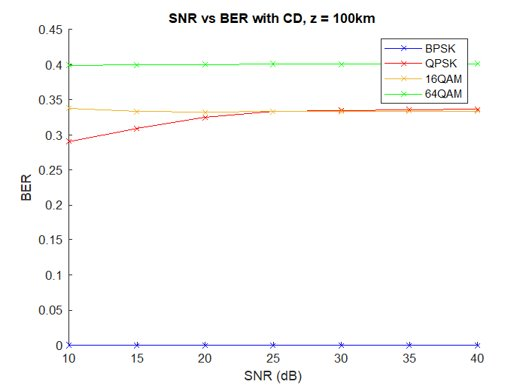 SNR vs BER with CD, z = 100km
0.45
0.4
0.35
0.3
0.25
0.2
0.15
0.1
0.05
0
BER
BPSK
QPSK
16QAM
64QAM
10 15 20 25 30 35 40
SNR (dB)